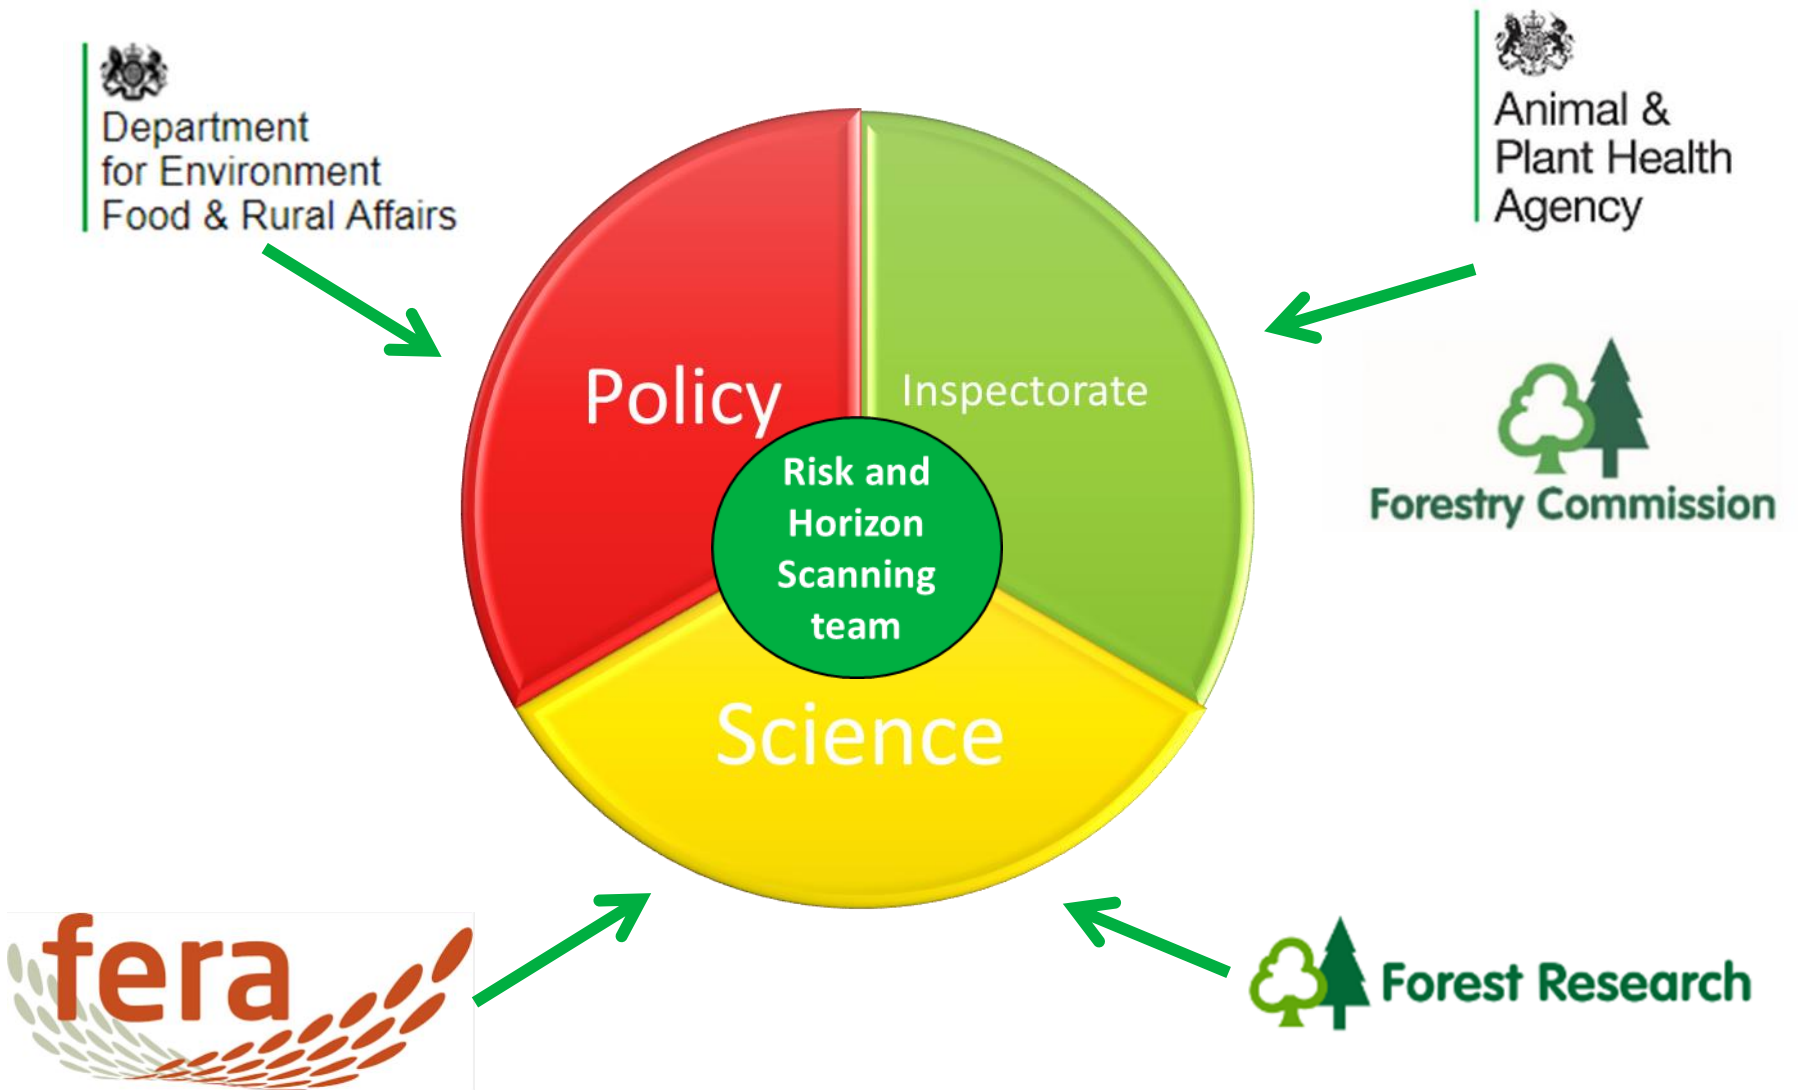 Department
for Environment
Food & Rural Affairs
Animal &
Plant Health
Agency
Policy
Inspectorate
Forestry Commission
Risk and
Horizon
Scanning
team
Science
fera
Forest Research